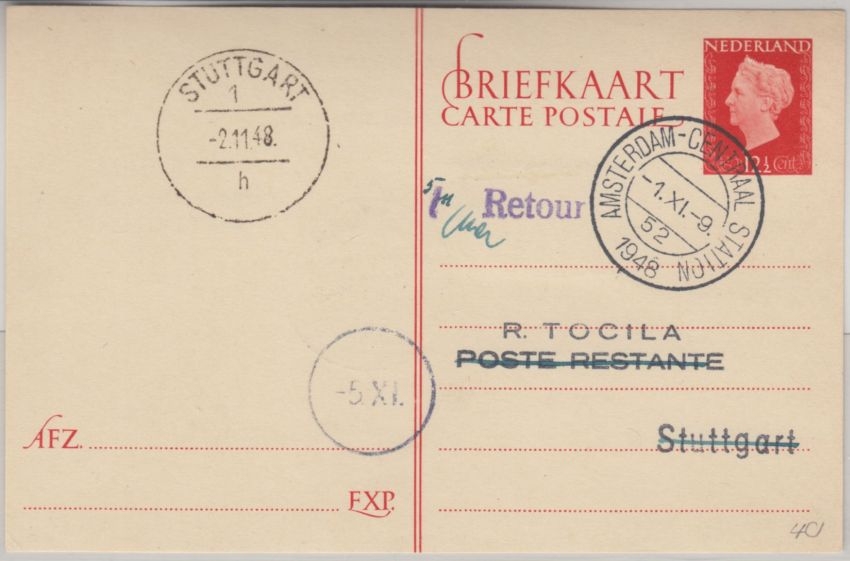 STUTTGART
1
-2.11.48.
h
BRIEFKAART
CARTE POSTALE
NEDERLAND
12½ Cent
AMSTERDAM-CENTRAAL STATION
-1.XI.-9.
52
1948
Retour
R. TOCILA
POSTE RESTANTE
Stuttgart
-5.XI.
AFZ.
EXP.